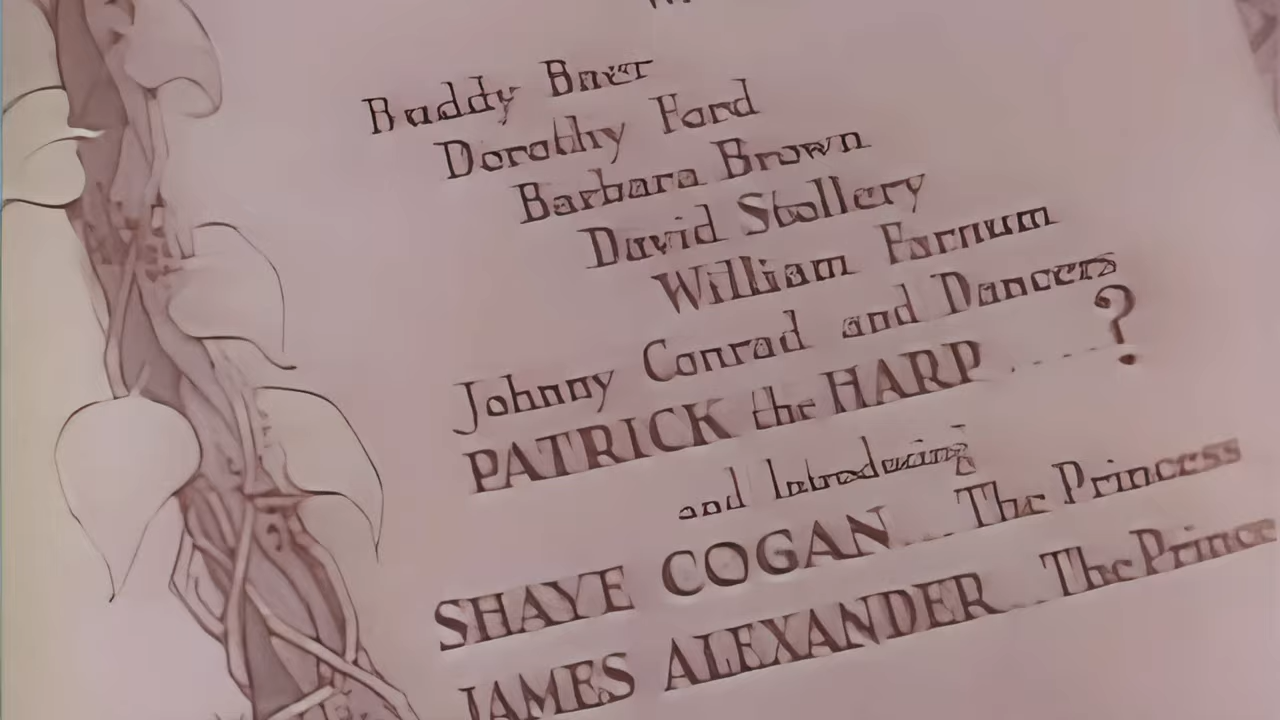 Buddy Baer
Dorothy Ford
Barbara Brown
David Stollery
William Farnum
Johnny Conrad and Dancers
PATRICK the HARP ..... ?
and Introducing
SHAYE COGAN ... The Princess
JAMES ALEXANDER ... The Prince